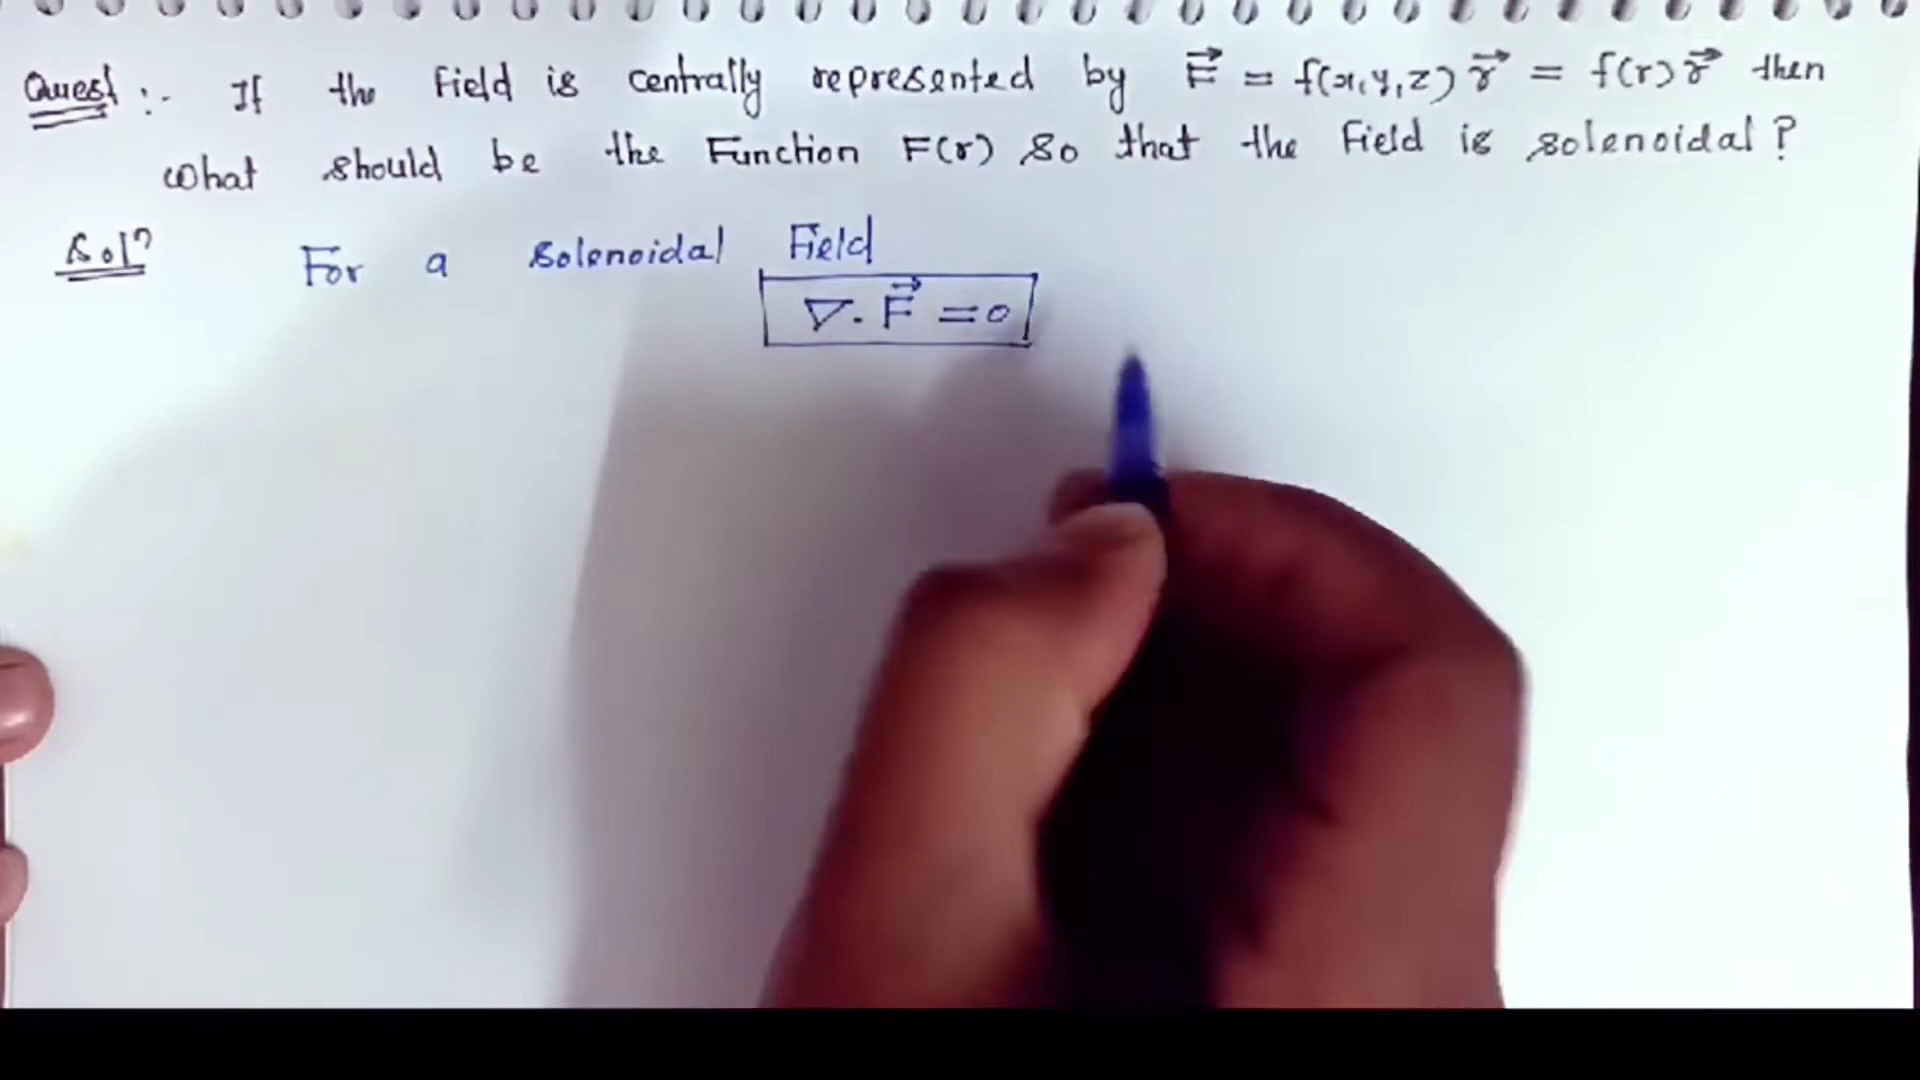 Quest :- If the Field is centrally represented by F⃗ = f(x,y,z) r⃗ = f(r) r⃗ then
what should be the Function F(r) so that the Field is solenoidal?
Solⁿ For a solenoidal Field
∇. F⃗ = 0